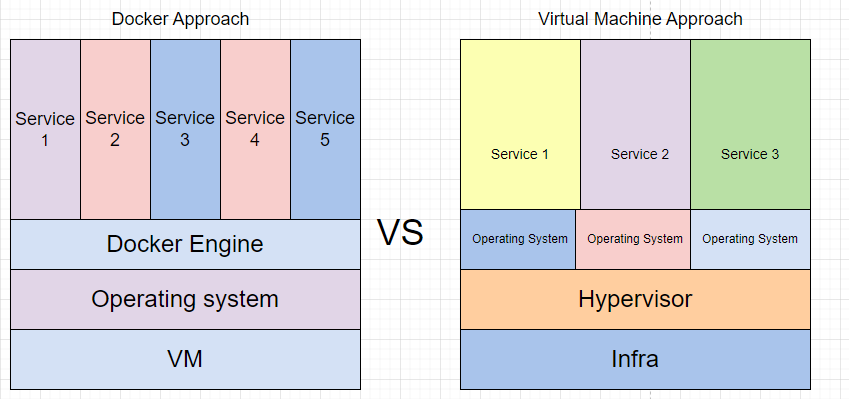 Docker Approach
Virtual Machine Approach
Service
1
Service
2
Service
3
Service
4
Service
5
Docker Engine
Operating system
VM
VS
Service 1
Service 2
Service 3
Operating System
Operating System
Operating System
Hypervisor
Infra